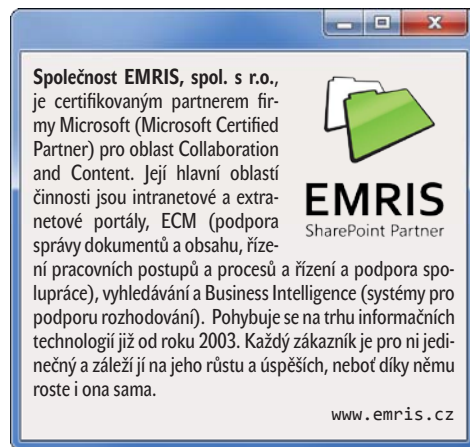 Společnost EMRIS, spol. s r.o.,
je certifikovaným partnerem fir-
my Microsoft (Microsoft Certified
Partner) pro oblast Collaboration
and Content. Její hlavní oblastí
činnosti jsou intranetové a extra-
netové portály, ECM (podpora
správy dokumentů a obsahu, říze-
ní pracovních postupů a procesů a řízení a podpora spo-
lupráce), vyhledávání a Business Intelligence (systémy pro
podporu rozhodování). Pohybuje se na trhu informačních
technologií již od roku 2003. Každý zákazník je pro ni jedi-
nečný a záleží jí na jeho růstu a úspěších, neboť díky němu
roste i ona sama.
EMRIS
SharePoint Partner
www.emris.cz